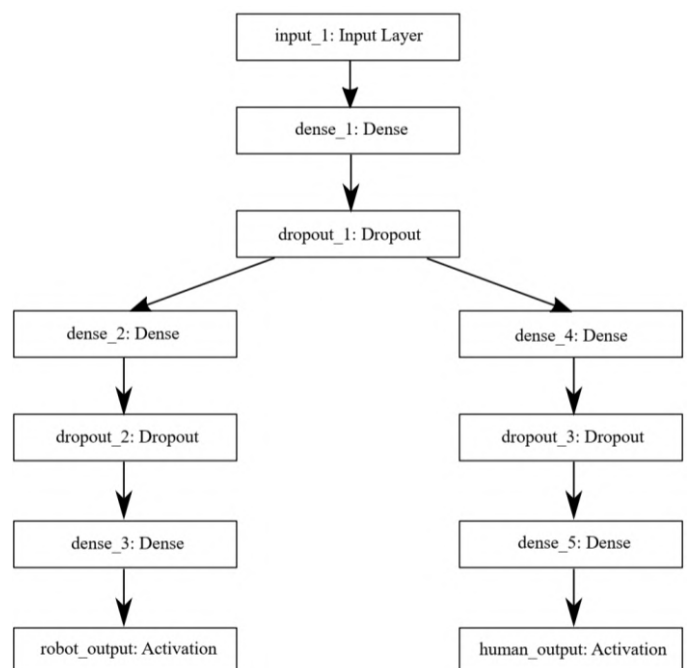 input_1: Input Layer
dense_1: Dense
dropout_1: Dropout
dense_2: Dense
dense_4: Dense
dropout_2: Dropout
dropout_3: Dropout
dense_3: Dense
dense_5: Dense
robot_output: Activation
human_output: Activation